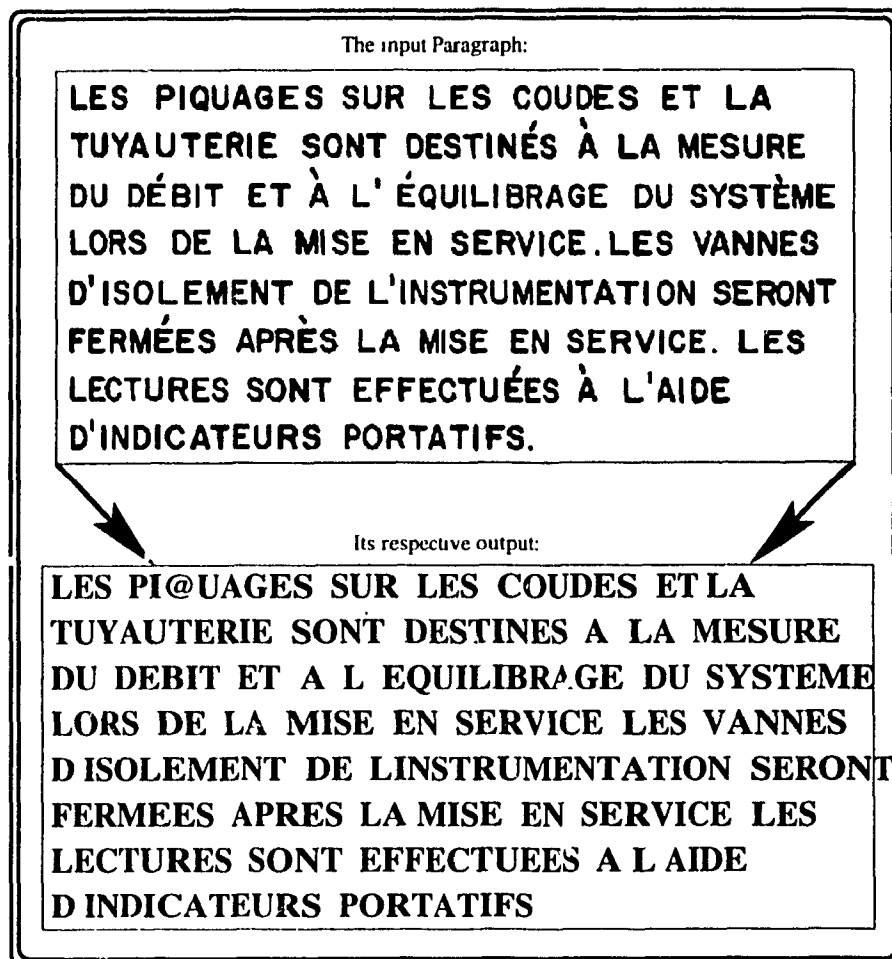 The input Paragraph:
LES PIQUAGES SUR LES COUDES ET LA
TUYAUTERIE SONT DESTINÉS À LA MESURE
DU DÉBIT ET À L' ÉQUILIBRAGE DU SYSTÈME
LORS DE LA MISE EN SERVICE.LES VANNES
D'ISOLEMENT DE L'INSTRUMENTATION SERONT
FERMÉES APRÈS LA MISE EN SERVICE. LES
LECTURES SONT EFFECTUÉES À L'AIDE
D'INDICATEURS PORTATIFS.
Its respective output:
LES PI@UAGES SUR LES COUDES ET LA
TUYAUTERIE SONT DESTINES A LA MESURE
DU DEBIT ET A L EQUILIBRAGE DU SYSTEME
LORS DE LA MISE EN SERVICE LES VANNES
D ISOLEMENT DE LINSTRUMENTATION SERONT
FERMEES APRES LA MISE EN SERVICE LES
LECTURES SONT EFFECTUEES A L AIDE
D INDICATEURS PORTATIFS